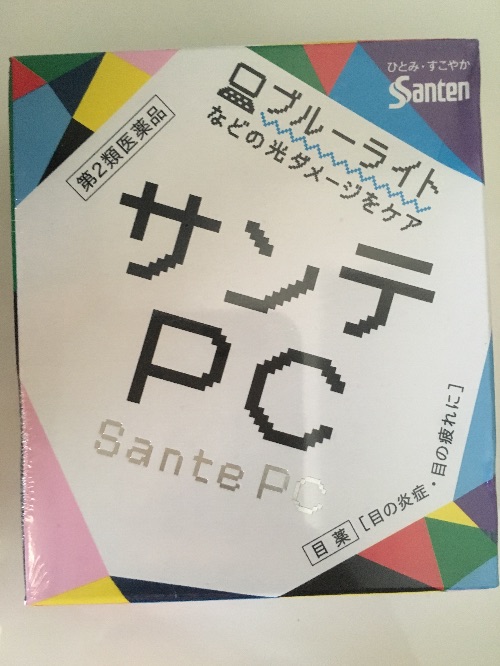 ひとみ・すこやか
Santen
ブルーライト
などの光ダメージをケア
第2類医薬品
サンテ
PC
Sante PC
目薬 [目の炎症・目の疲れに]